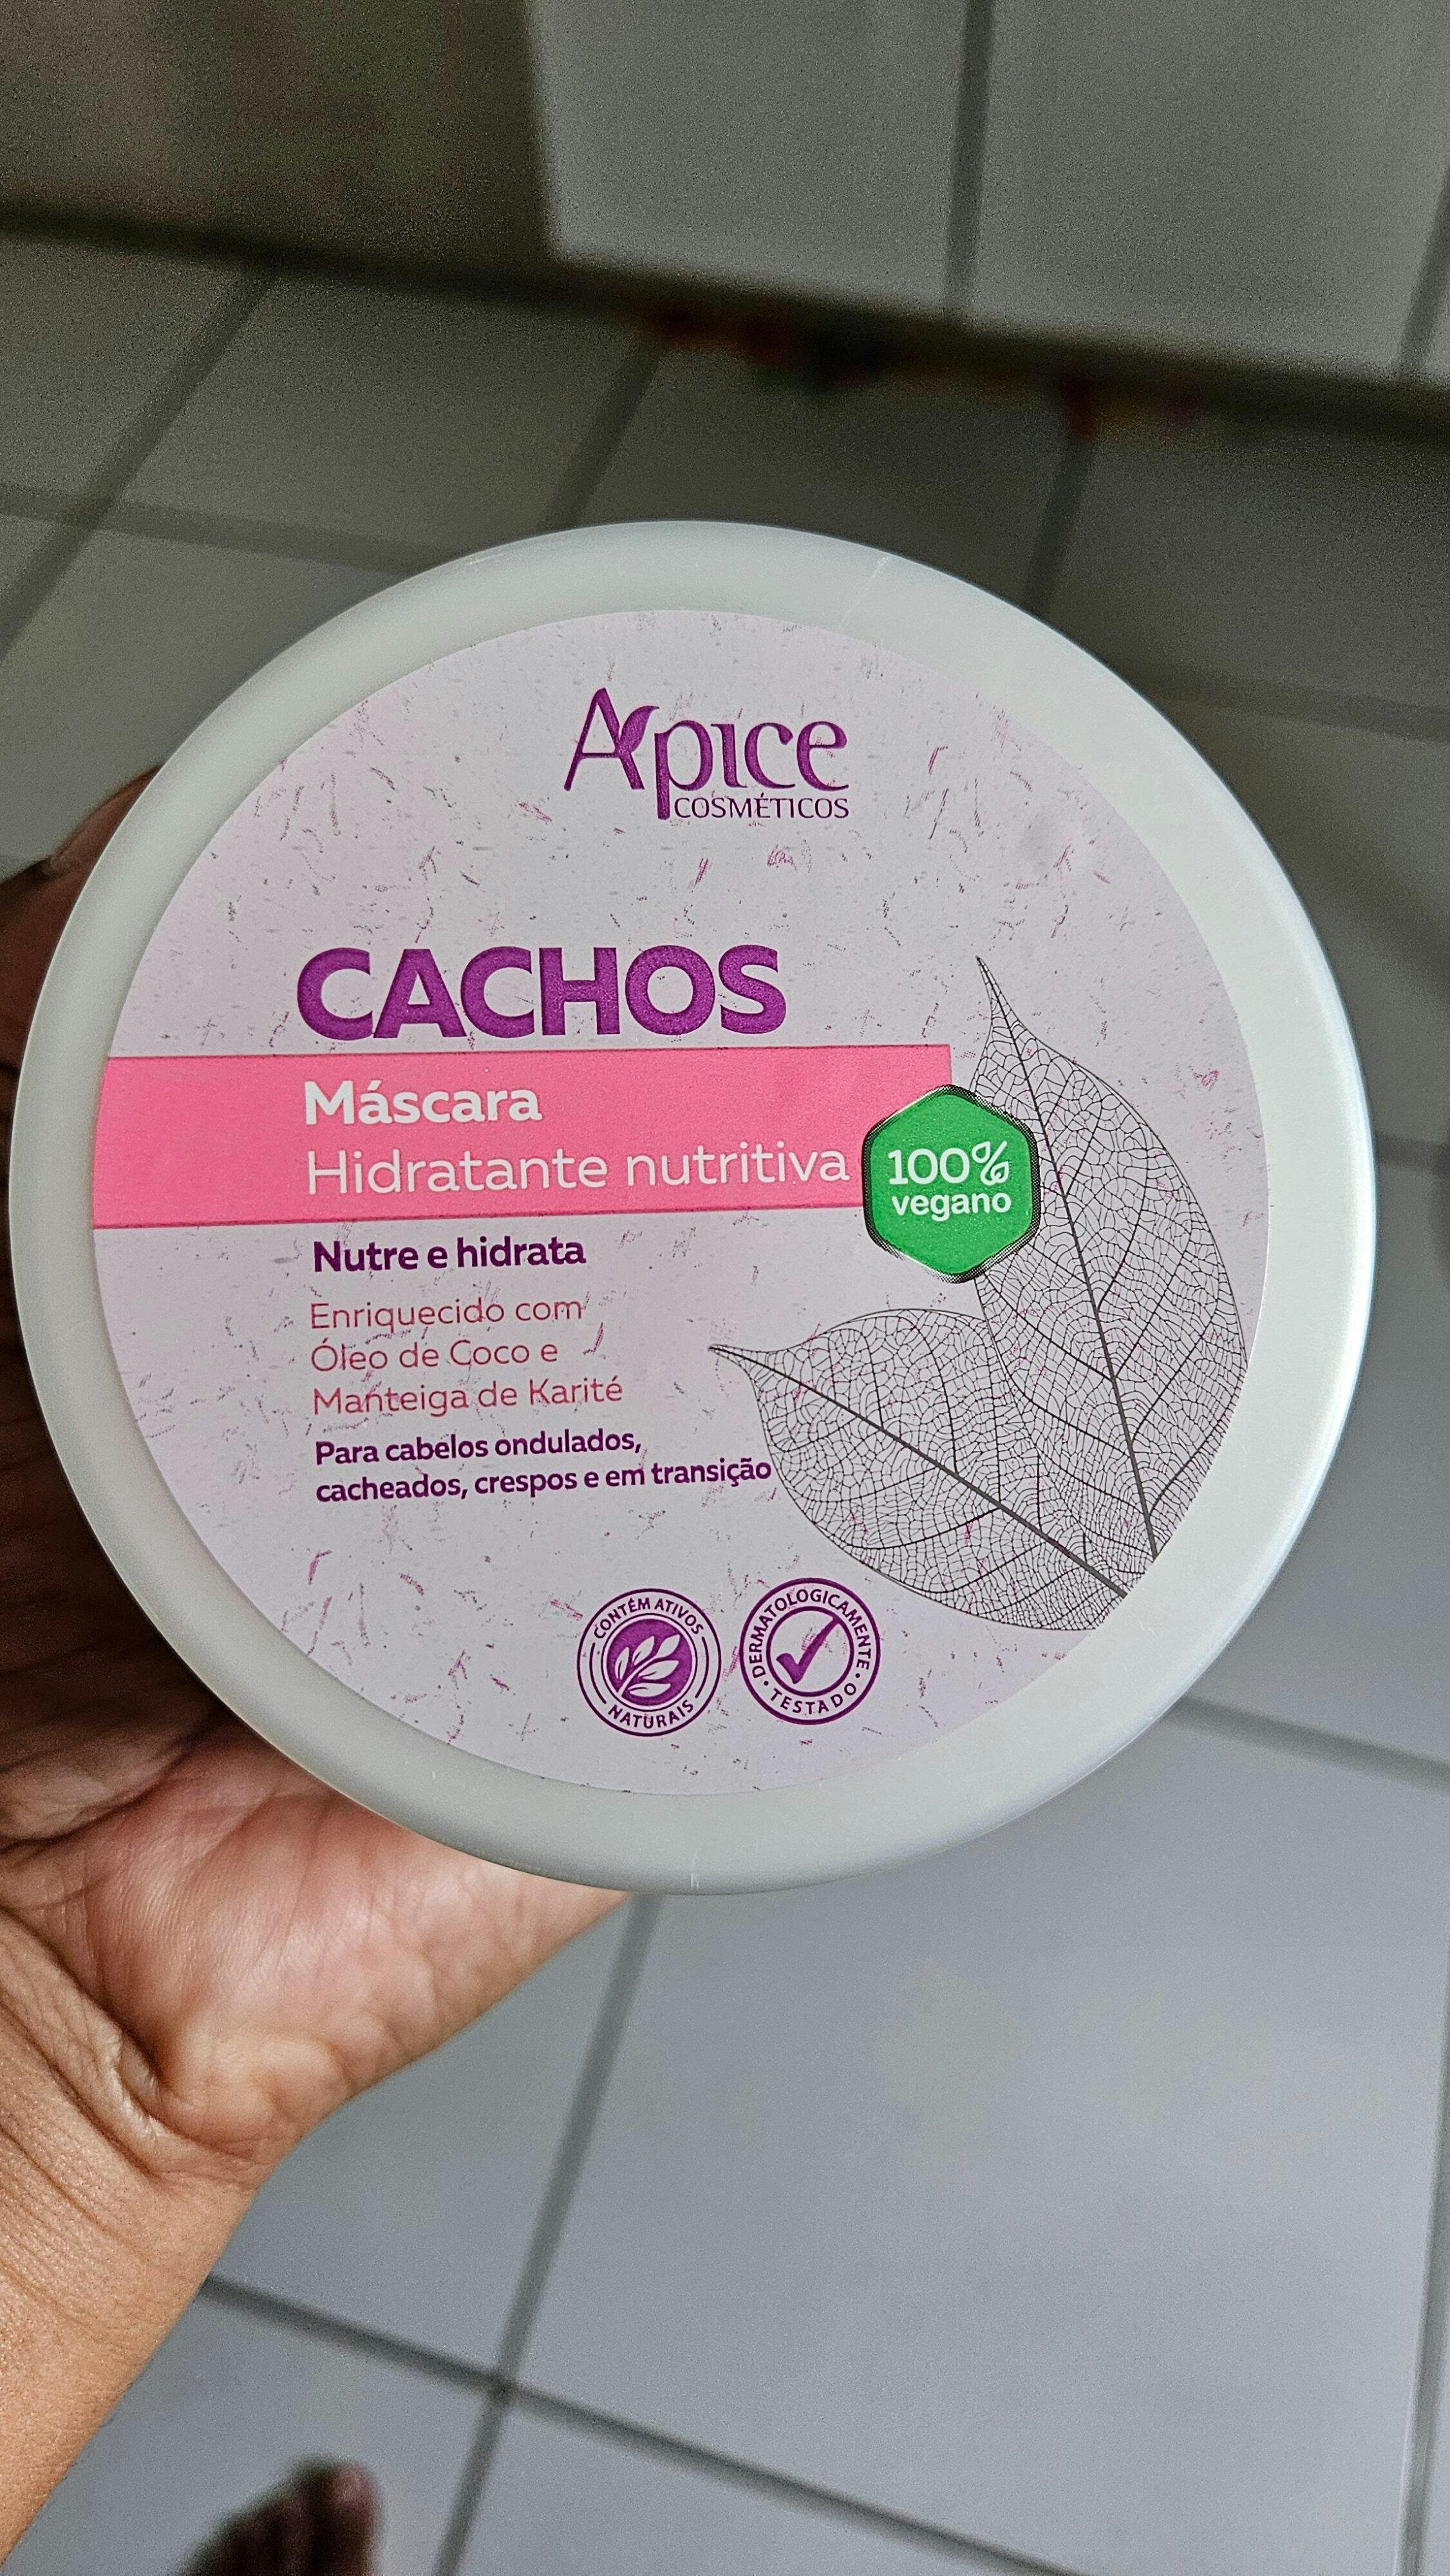 Apice
COSMÉTICOS
CACHOS
Máscara
Hidratante nutritiva
100%
vegano
Nutre e hidrata
Enriquecido com
Óleo de Coco e
Manteiga de Karité
Para cabelos ondulados,
cacheados, crespos e em transição
CONTÉM ATIVOS
NATURAIS
DERMATOLOGICAMENTE
TESTADO